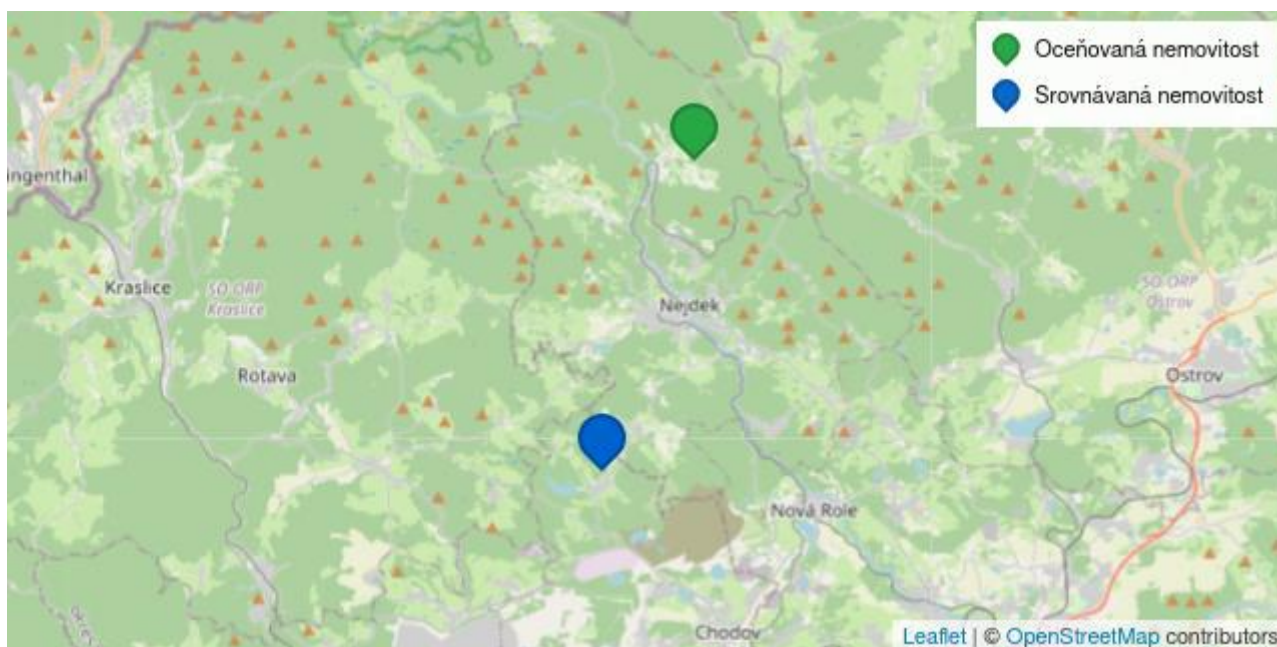 Oceňovaná nemovitost
Srovnávaná nemovitost
ingenthal
Kraslice
SO ORP
Kraslice
Nejdek
SO ORP
Ostrov
Rotava
Ostrov
Nová Role
Chodov
okres
Leaflet | © OpenStreetMap contributors